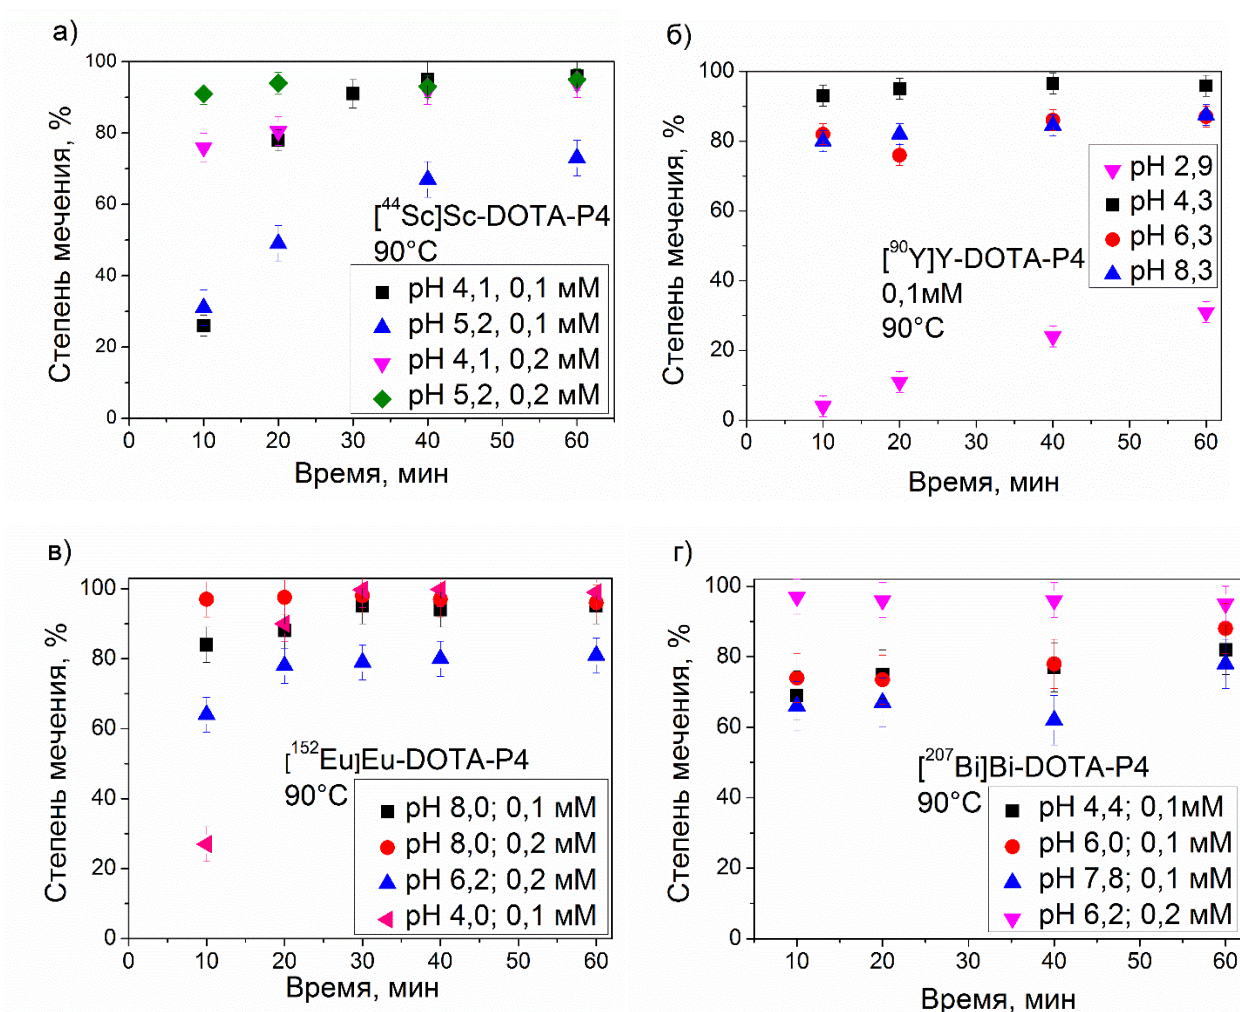 а)
Степень мечения, %
100
80
60
40
20
0
[44Sc]Sc-DOTA-P4
90°C
pH 4,1, 0,1 мМ
pH 5,2, 0,1 мМ
pH 4,1, 0,2 мМ
pH 5,2, 0,2 мМ
0 10 20 30 40 50 60
Время, мин
б)
Степень мечения, %
100
80
60
40
20
0
pH 2,9
pH 4,3
pH 6,3
pH 8,3
[90Y]Y-DOTA-P4
0,1мМ
90°C
0 10 20 30 40 50 60
Время, мин
в)
Степень мечения, %
100
80
60
40
20
0
[152Eu]Eu-DOTA-P4
90°C
pH 8,0; 0,1 мМ
pH 8,0; 0,2 мМ
pH 6,2; 0,2 мМ
pH 4,0; 0,1 мМ
0 10 20 30 40 50 60
Время, мин
г)
Степень мечения, %
100
80
60
40
20
0
[207Bi]Bi-DOTA-P4
90°C
pH 4,4; 0,1мМ
pH 6,0; 0,1 мМ
pH 7,8; 0,1 мМ
pH 6,2; 0,2 мМ
10 20 30 40 50 60
Время, мин